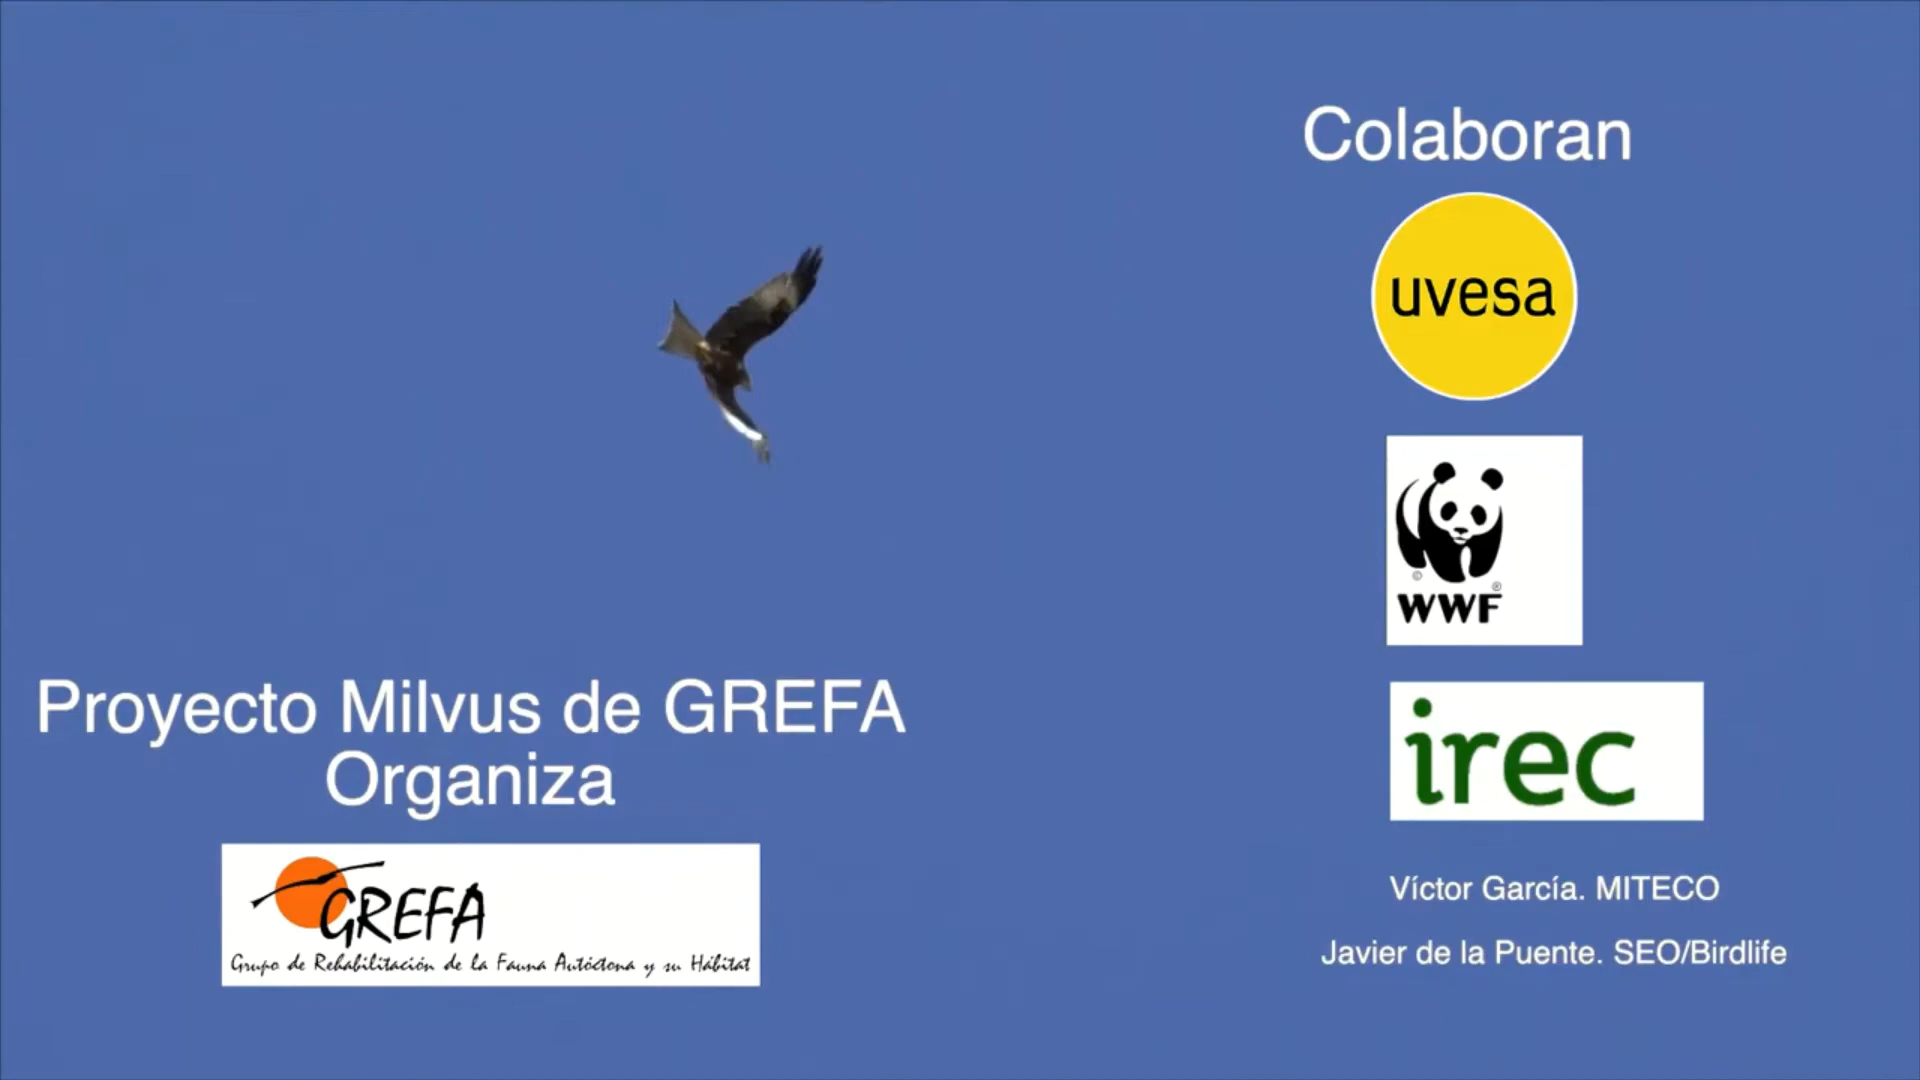 Colaboran
uvesa
© ®
WWF
irec
Víctor García. MITECO
Javier de la Puente. SEO/Birdlife
Proyecto Milvus de GREFA
Organiza
GREFA
Grupo de Rehabilitación de la Fauna Autóctona y su Hábitat